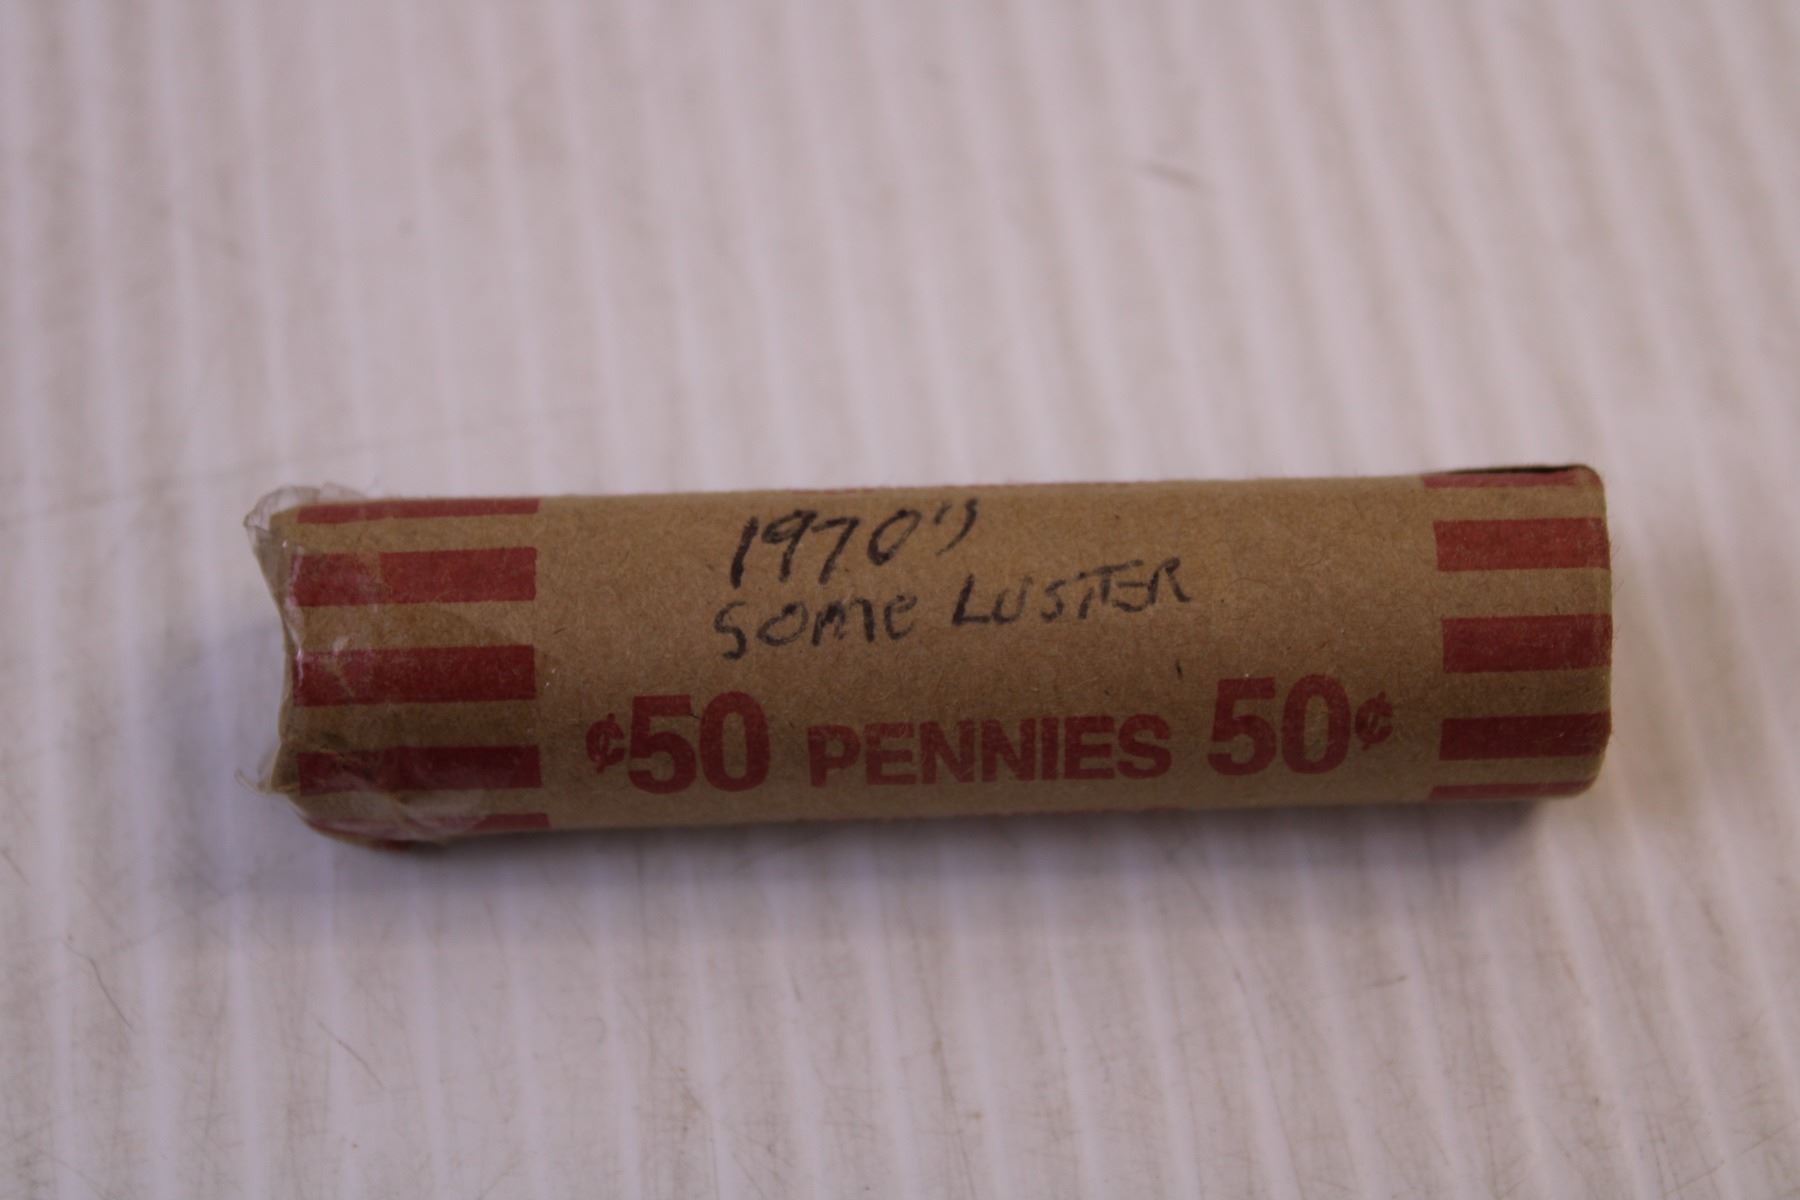 1970's
SOME LUSTER
¢50 PENNIES 50¢